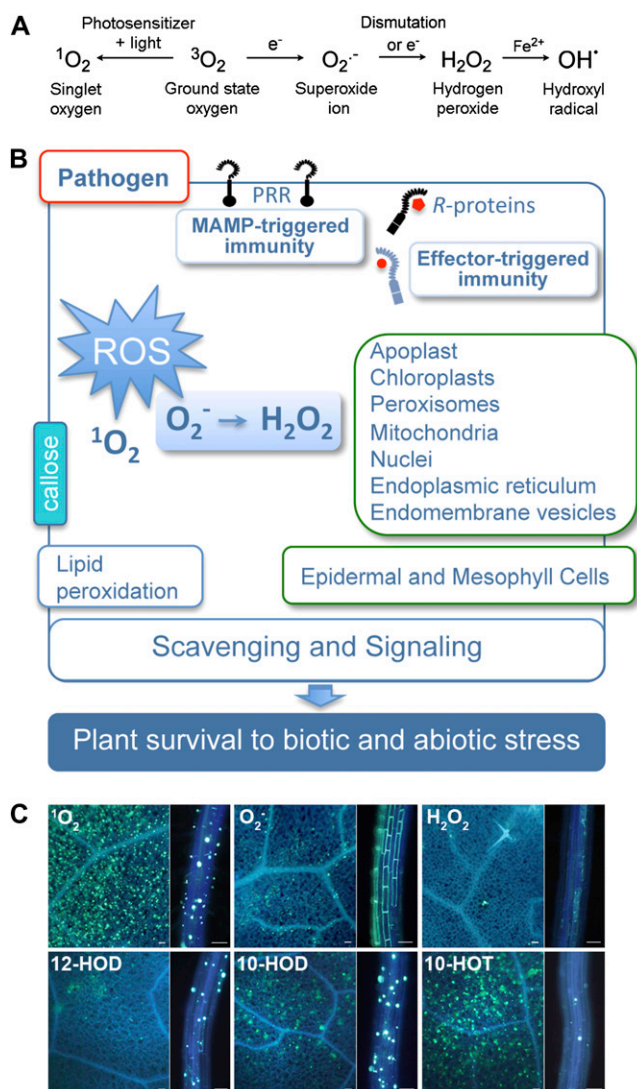 A
Photosensitizer
+ light
Dismutation
¹O₂ ³O₂ e⁻ O₂·⁻ or e⁻ H₂O₂ Fe²⁺ OH•
Singlet oxygen
Ground state oxygen
Superoxide ion
Hydrogen peroxide
Hydroxyl radical
B
Pathogen
PRR
MAMP-triggered
immunity
R-proteins
Effector-triggered
immunity
ROS
¹O₂
O₂⁻ → H₂O₂
Apoplast
Chloroplasts
Peroxisomes
Mitochondria
Nuclei
Endoplasmic reticulum
Endomembrane vesicles
callose
Lipid
peroxidation
Epidermal and Mesophyll Cells
Scavenging and Signaling
Plant survival to biotic and abiotic stress
C
¹O₂ O₂⁻ H₂O₂
12-HOD 10-HOD 10-HOT